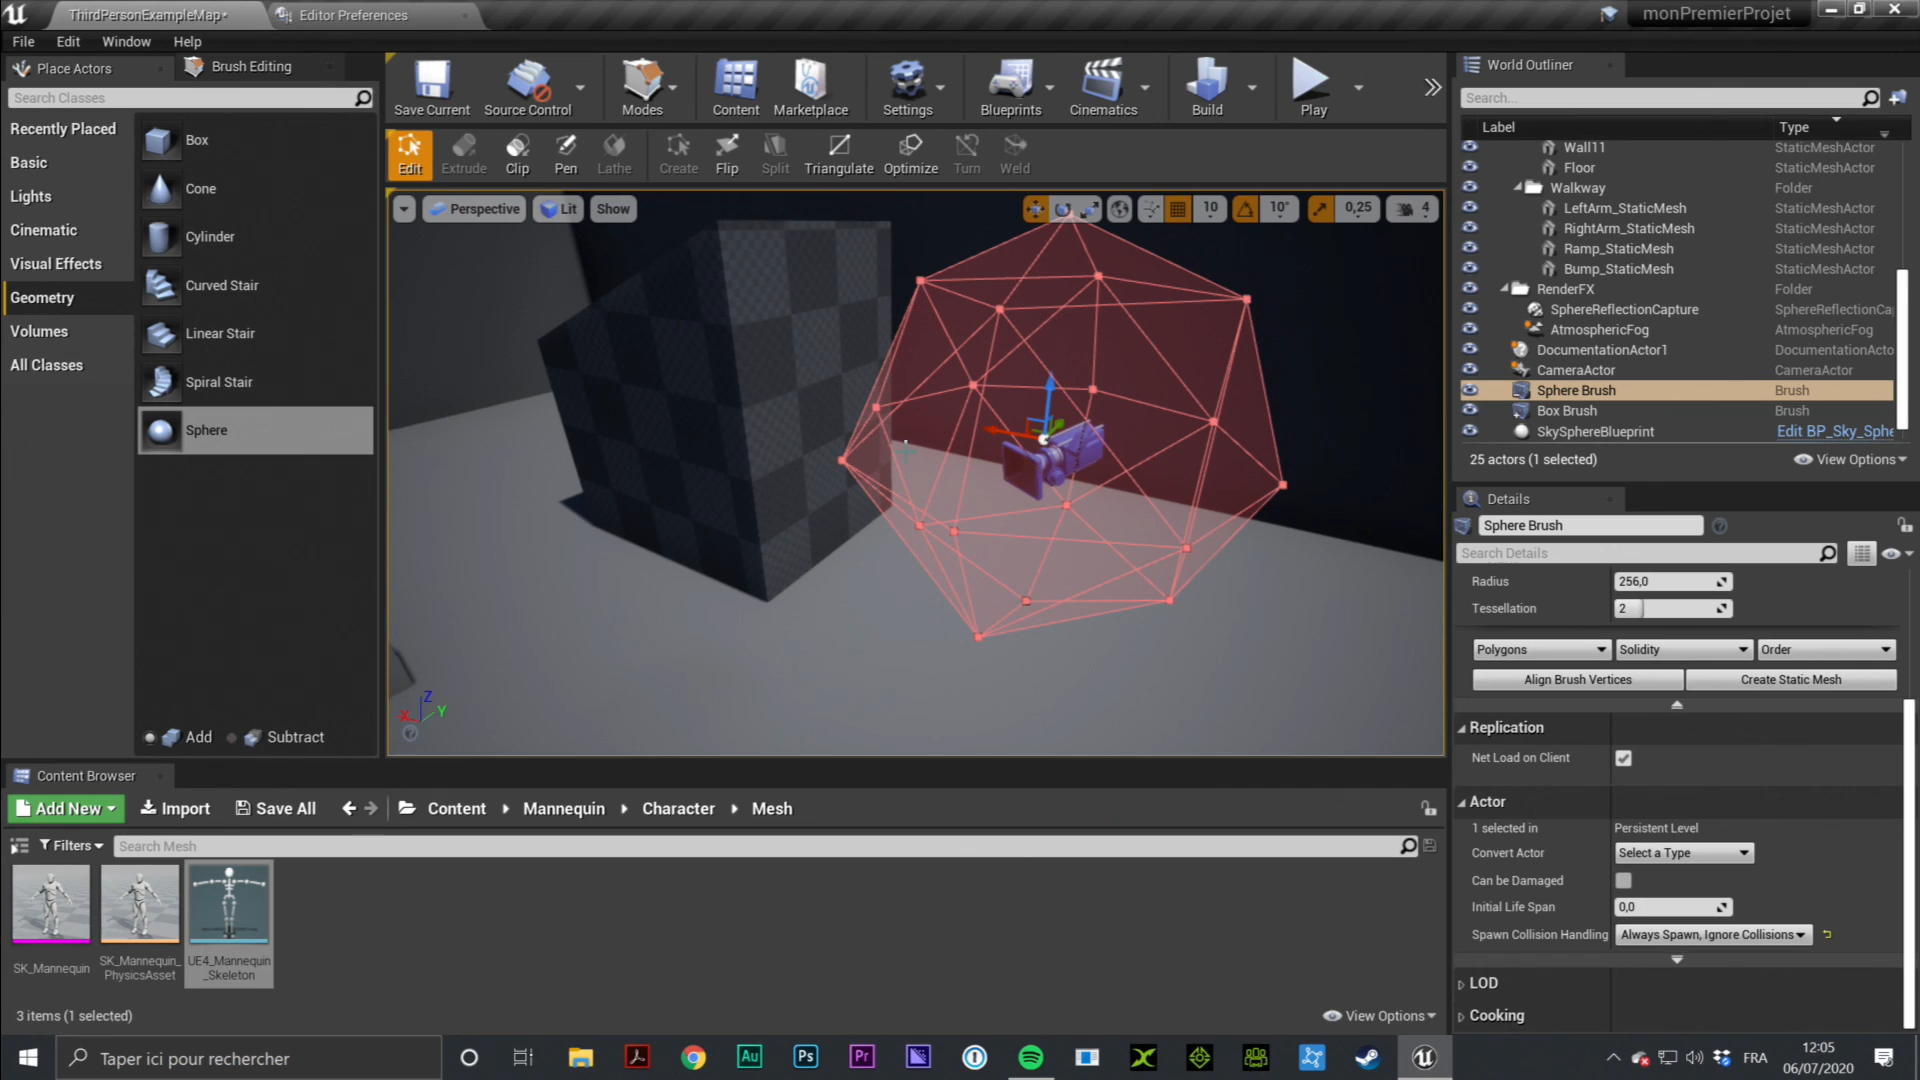 ThirdPersonExampleMap*
Editor Preferences
monPremierProjet
File Edit Window Help
Place Actors
Brush Editing
Search Classes
Recently Placed
Basic
Lights
Cinematic
Visual Effects
Geometry
Volumes
All Classes
Box
Cone
Cylinder
Curved Stair
Linear Stair
Spiral Stair
Sphere
Add
Subtract
Save Current
Source Control
Modes
Content
Marketplace
Settings
Blueprints
Cinematics
Build
Play
Edit
Extrude
Clip
Pen
Lathe
Create
Flip
Split
Triangulate
Optimize
Turn
Weld
Perspective
Lit
Show
10
10°
0,25
4
Z
X
Y
World Outliner
Search...
Label Type
Wall11 StaticMeshActor
Floor StaticMeshActor
Walkway Folder
LeftArm_StaticMesh StaticMeshActor
RightArm_StaticMesh StaticMeshActor
Ramp_StaticMesh StaticMeshActor
Bump_StaticMesh StaticMeshActor
RenderFX Folder
SphereReflectionCapture SphereReflectionCa
AtmosphericFog AtmosphericFog
DocumentationActor1 DocumentationActo
CameraActor CameraActor
Sphere Brush Brush
Box Brush Brush
SkySphereBlueprint Edit BP_Sky_Sphe
25 actors (1 selected)
View Options
Details
Sphere Brush
Search Details
Radius 256,0
Tessellation 2
Polygons Solidity Order
Align Brush Vertices Create Static Mesh
Replication
Net Load on Client
Actor
1 selected in Persistent Level
Convert Actor Select a Type
Can be Damaged
Initial Life Span 0,0
Spawn Collision Handling Always Spawn, Ignore Collisions
LOD
Cooking
Content Browser
Add New Import Save All Content Mannequin Character Mesh
Filters Search Mesh
SK_Mannequin
SK_Mannequin_
PhysicsAsset
UE4_Mannequin
_Skeleton
3 items (1 selected)
View Options
Taper ici pour rechercher
Au
Ps
Pr
FRA
12:05
06/07/2020